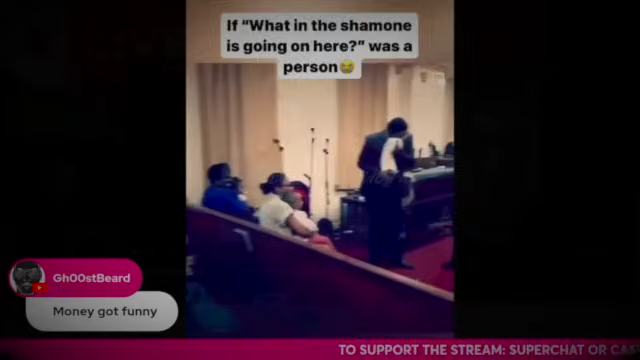 If “What in the shamone
is going on here?” was a
person😭
Gh00stBeard
Money got funny
TO SUPPORT THE STREAM: SUPERCHAT OR